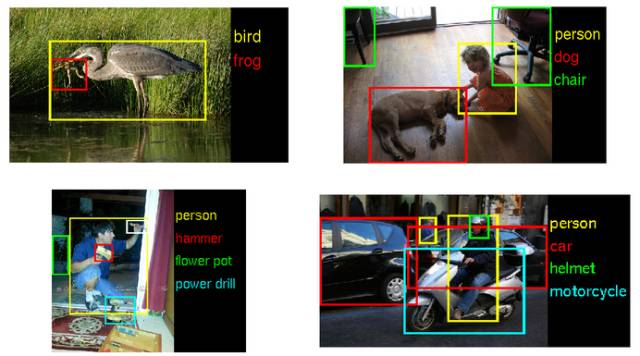 bird
frog
person
dog
chair
person
hammer
flower pot
power drill
person
car
helmet
motorcycle